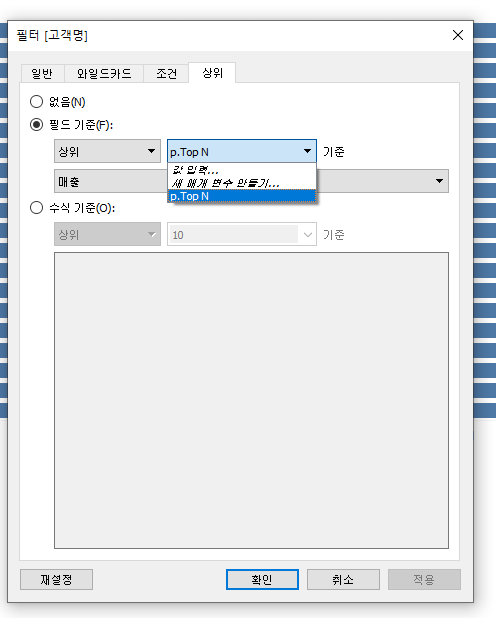 필터 [고객명]
일반 와일드카드 조건 상위
없음(N)
필드 기준(F):
상위 p.Top N 기준
값 입력...
매출
새 매개 변수 만들기...
p.Top N
수식 기준(O):
상위 10 기준
재설정 확인 취소 적용